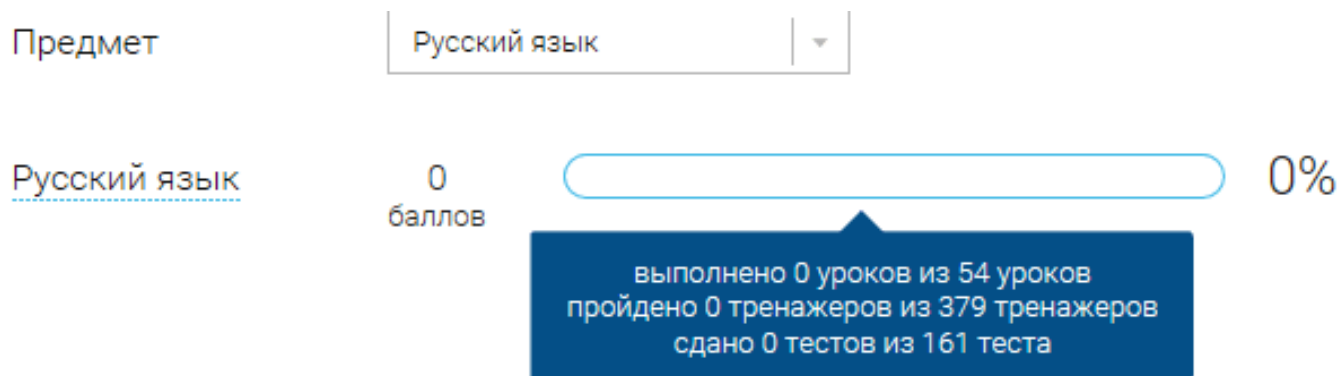 Предмет
Русский язык
Русский язык
0
баллов
0%
выполнено 0 уроков из 54 уроков
пройдено 0 тренажеров из 379 тренажеров
сдано 0 тестов из 161 теста